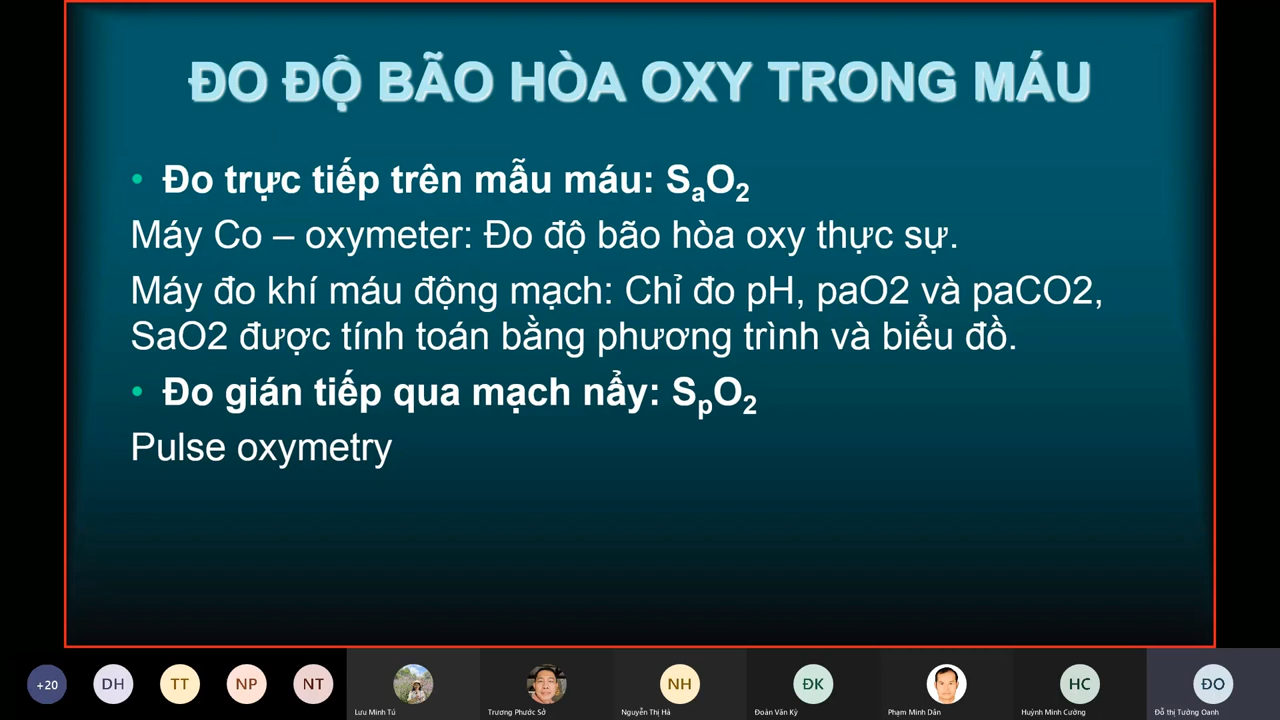 ĐO ĐỘ BÃO HÒA OXY TRONG MÁU
• Đo trực tiếp trên mẫu máu: SaO2
Máy Co – oxymeter: Đo độ bão hòa oxy thực sự.
Máy đo khí máu động mạch: Chỉ đo pH, paO2 và paCO2,
SaO2 được tính toán bằng phương trình và biểu đồ.
• Đo gián tiếp qua mạch nẩy: SpO2
Pulse oxymetry
+20 DH TT NP NT NH ĐK HC ĐO
Lưu Minh Tú Trương Phước Sở Nguyễn Thị Hà Đoàn Văn Kỳ Phạm Minh Dân Huỳnh Minh Cường Đỗ thị Tường Oanh